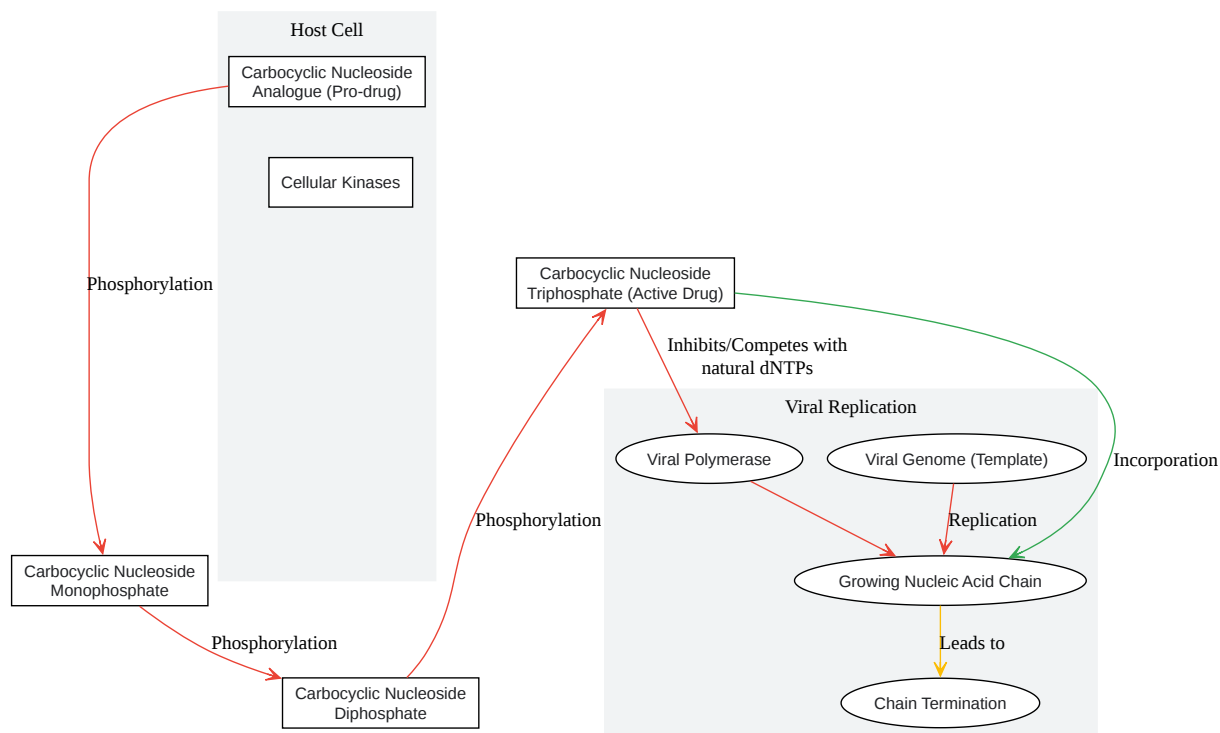 Host Cell
Carbocyclic Nucleoside
Analogue (Pro-drug)
Cellular Kinases
Phosphorylation
Carbocyclic Nucleoside
Triphosphate (Active Drug)
Inhibits/Competes with
natural dNTPs
Viral Replication
Viral Polymerase
Viral Genome (Template)
Incorporation
Phosphorylation
Replication
Carbocyclic Nucleoside
Monophosphate
Growing Nucleic Acid Chain
Phosphorylation
Leads to
Carbocyclic Nucleoside
Diphosphate
Chain Termination